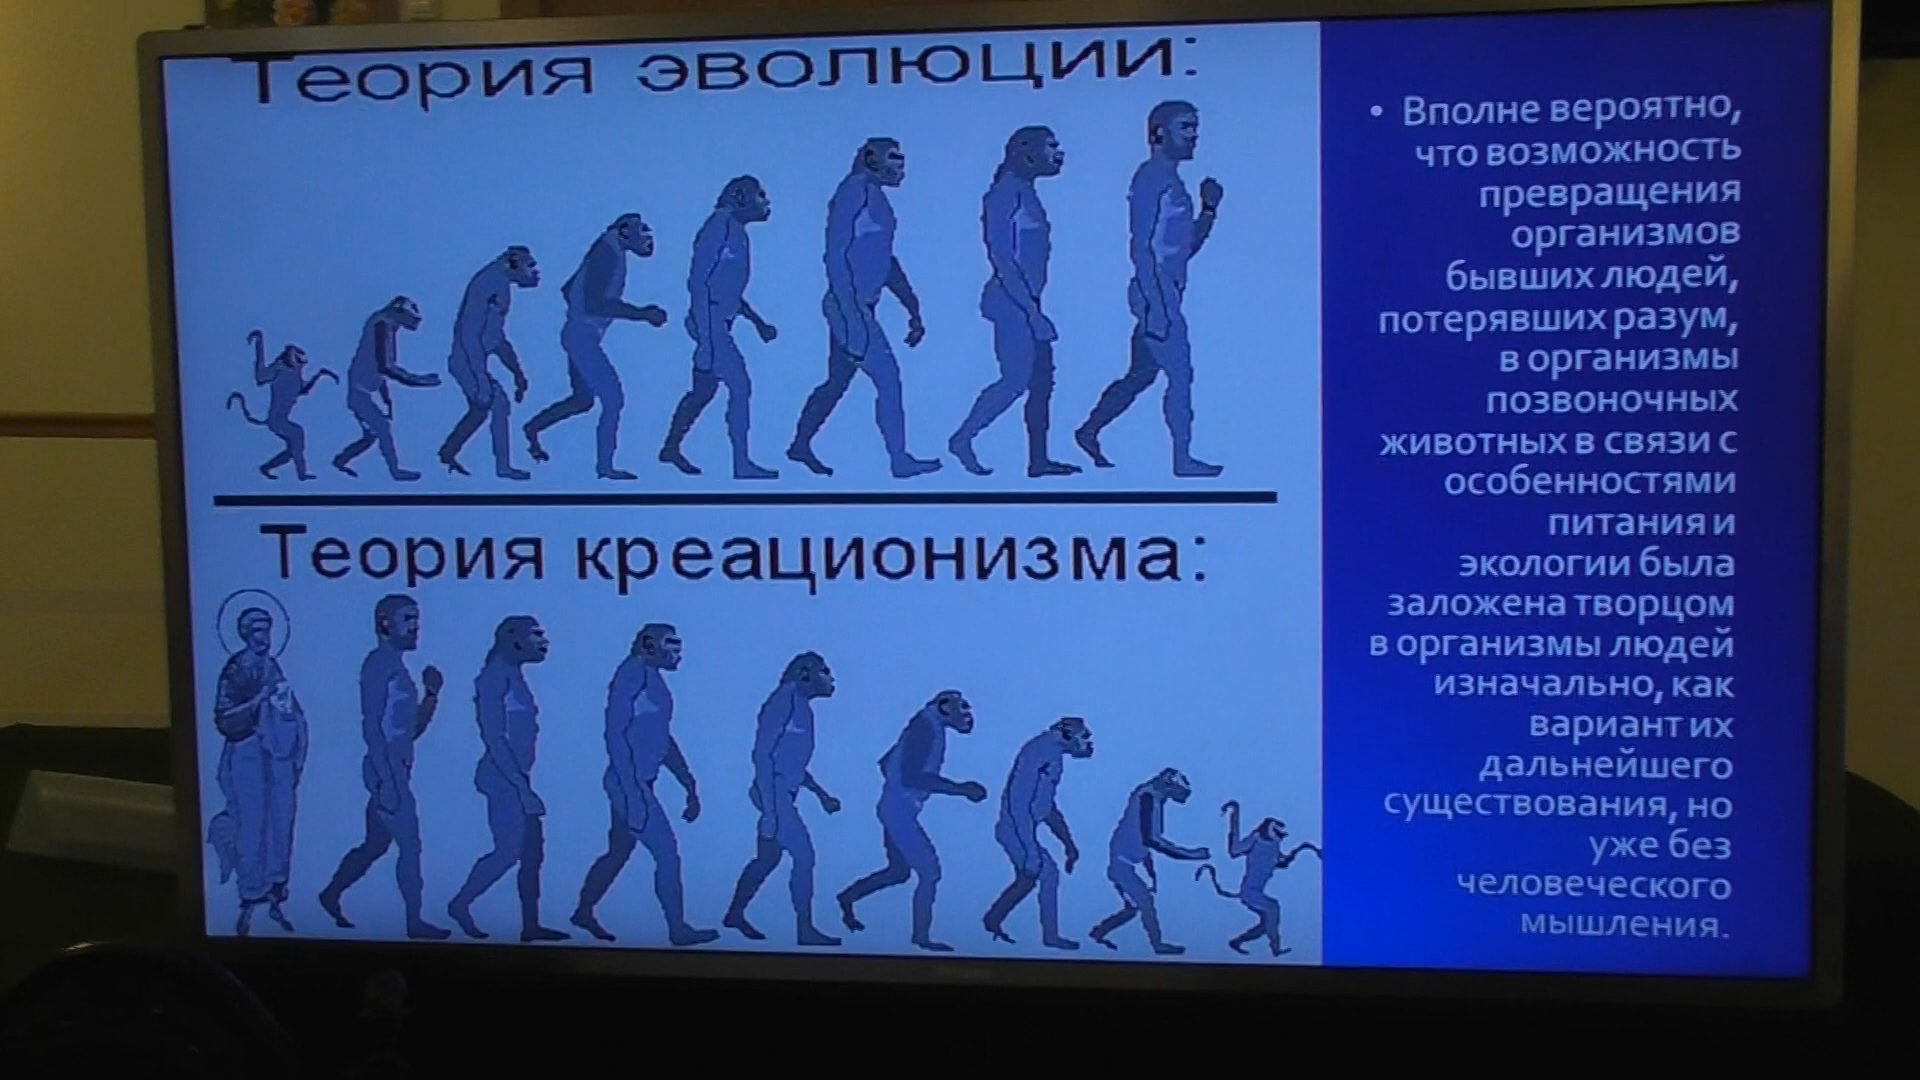 Теория эволюции:
Теория креационизма:
• Вполне вероятно,
что возможность
превращения
организмов
бывших людей,
потерявших разум,
в организмы
позвоночных
животных в связи с
особенностями
питания и
экологии была
заложена творцом
в организмы людей
изначально, как
вариант их
дальнейшего
существования, но
уже без
человеческого
мышления.